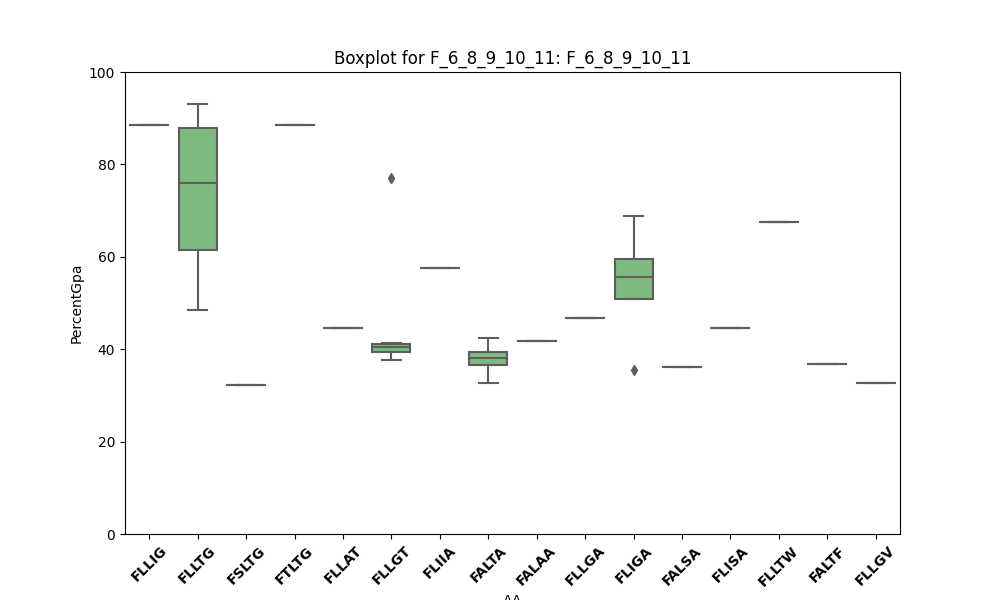 Boxplot for F_6_8_9_10_11: F_6_8_9_10_11
100
80
60
40
20
0
PercentGpa
FLLIG FLLTG FSLTG FTLTG FLLAT FLLGT FLIIA FALTA FALAA FLLGA FLIGA FALSA FLISA FLLTW FALTF FLLGV